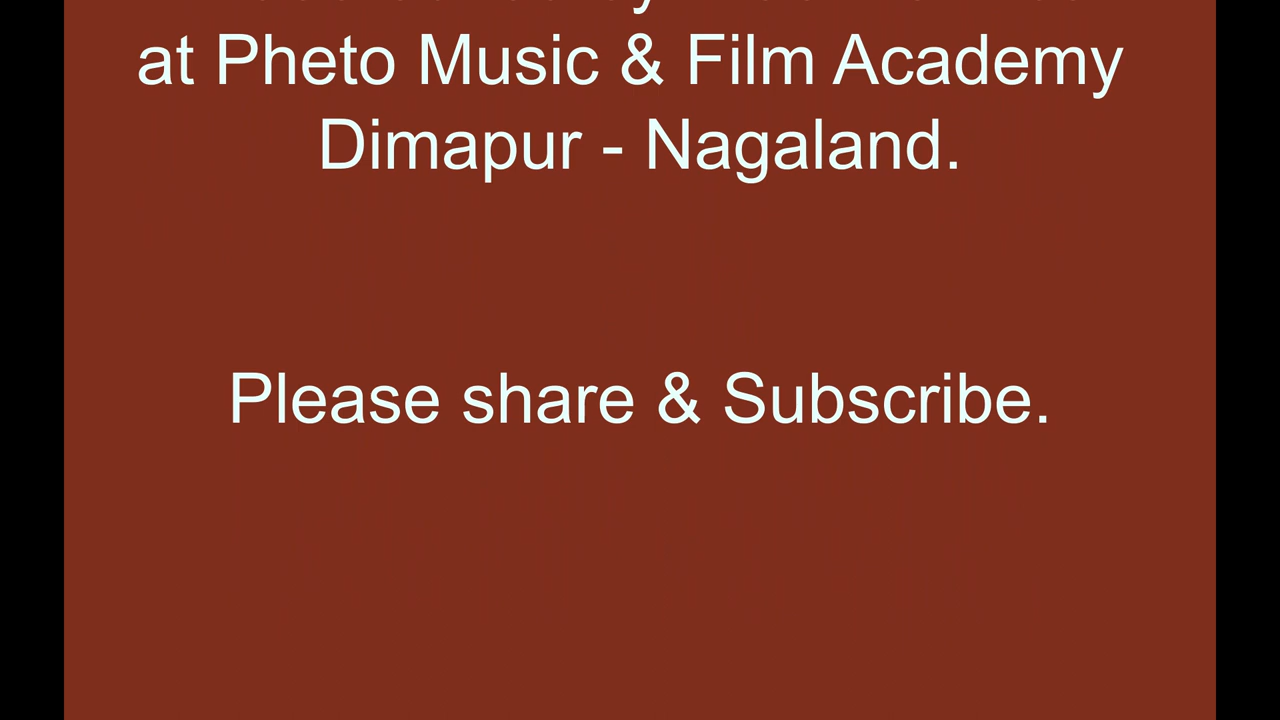 at Pheto Music & Film Academy
Dimapur - Nagaland.
Please share & Subscribe.